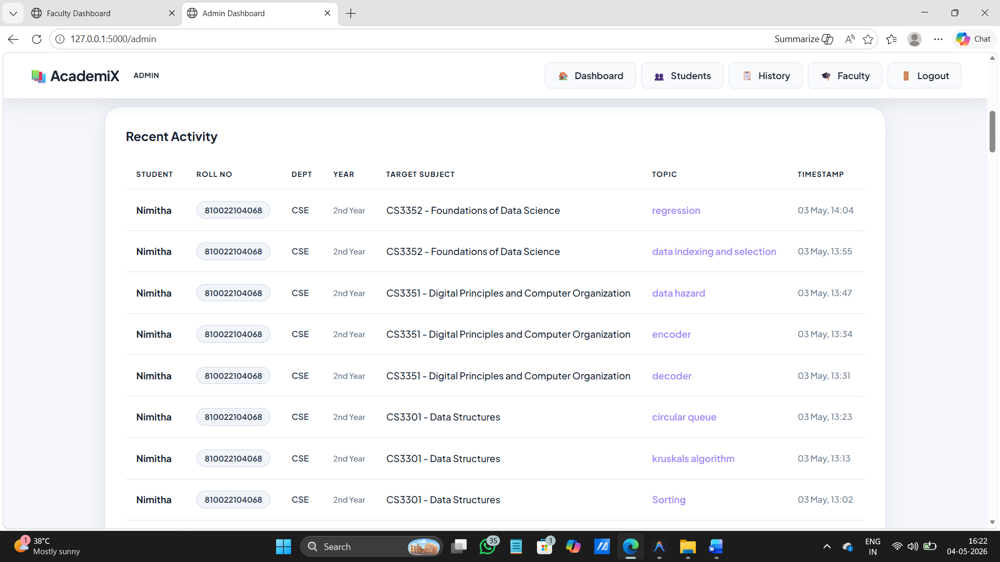 Faculty Dashboard
Admin Dashboard
127.0.0.1:5000/admin
Summarize
Chat
AcademiX ADMIN
Dashboard
Students
History
Faculty
Logout
Recent Activity
STUDENT ROLL NO DEPT YEAR TARGET SUBJECT TOPIC TIMESTAMP
Nimitha 810022104068 CSE 2nd Year CS3352 - Foundations of Data Science regression 03 May, 14:04
Nimitha 810022104068 CSE 2nd Year CS3352 - Foundations of Data Science data indexing and selection 03 May, 13:55
Nimitha 810022104068 CSE 2nd Year CS3351 - Digital Principles and Computer Organization data hazard 03 May, 13:47
Nimitha 810022104068 CSE 2nd Year CS3351 - Digital Principles and Computer Organization encoder 03 May, 13:34
Nimitha 810022104068 CSE 2nd Year CS3351 - Digital Principles and Computer Organization decoder 03 May, 13:31
Nimitha 810022104068 CSE 2nd Year CS3301 - Data Structures circular queue 03 May, 13:23
Nimitha 810022104068 CSE 2nd Year CS3301 - Data Structures kruskals algorithm 03 May, 13:13
Nimitha 810022104068 CSE 2nd Year CS3301 - Data Structures Sorting 03 May, 13:02
1
38°C
Mostly sunny
Search
35
1
ENG
IN
16:22
04-05-2026